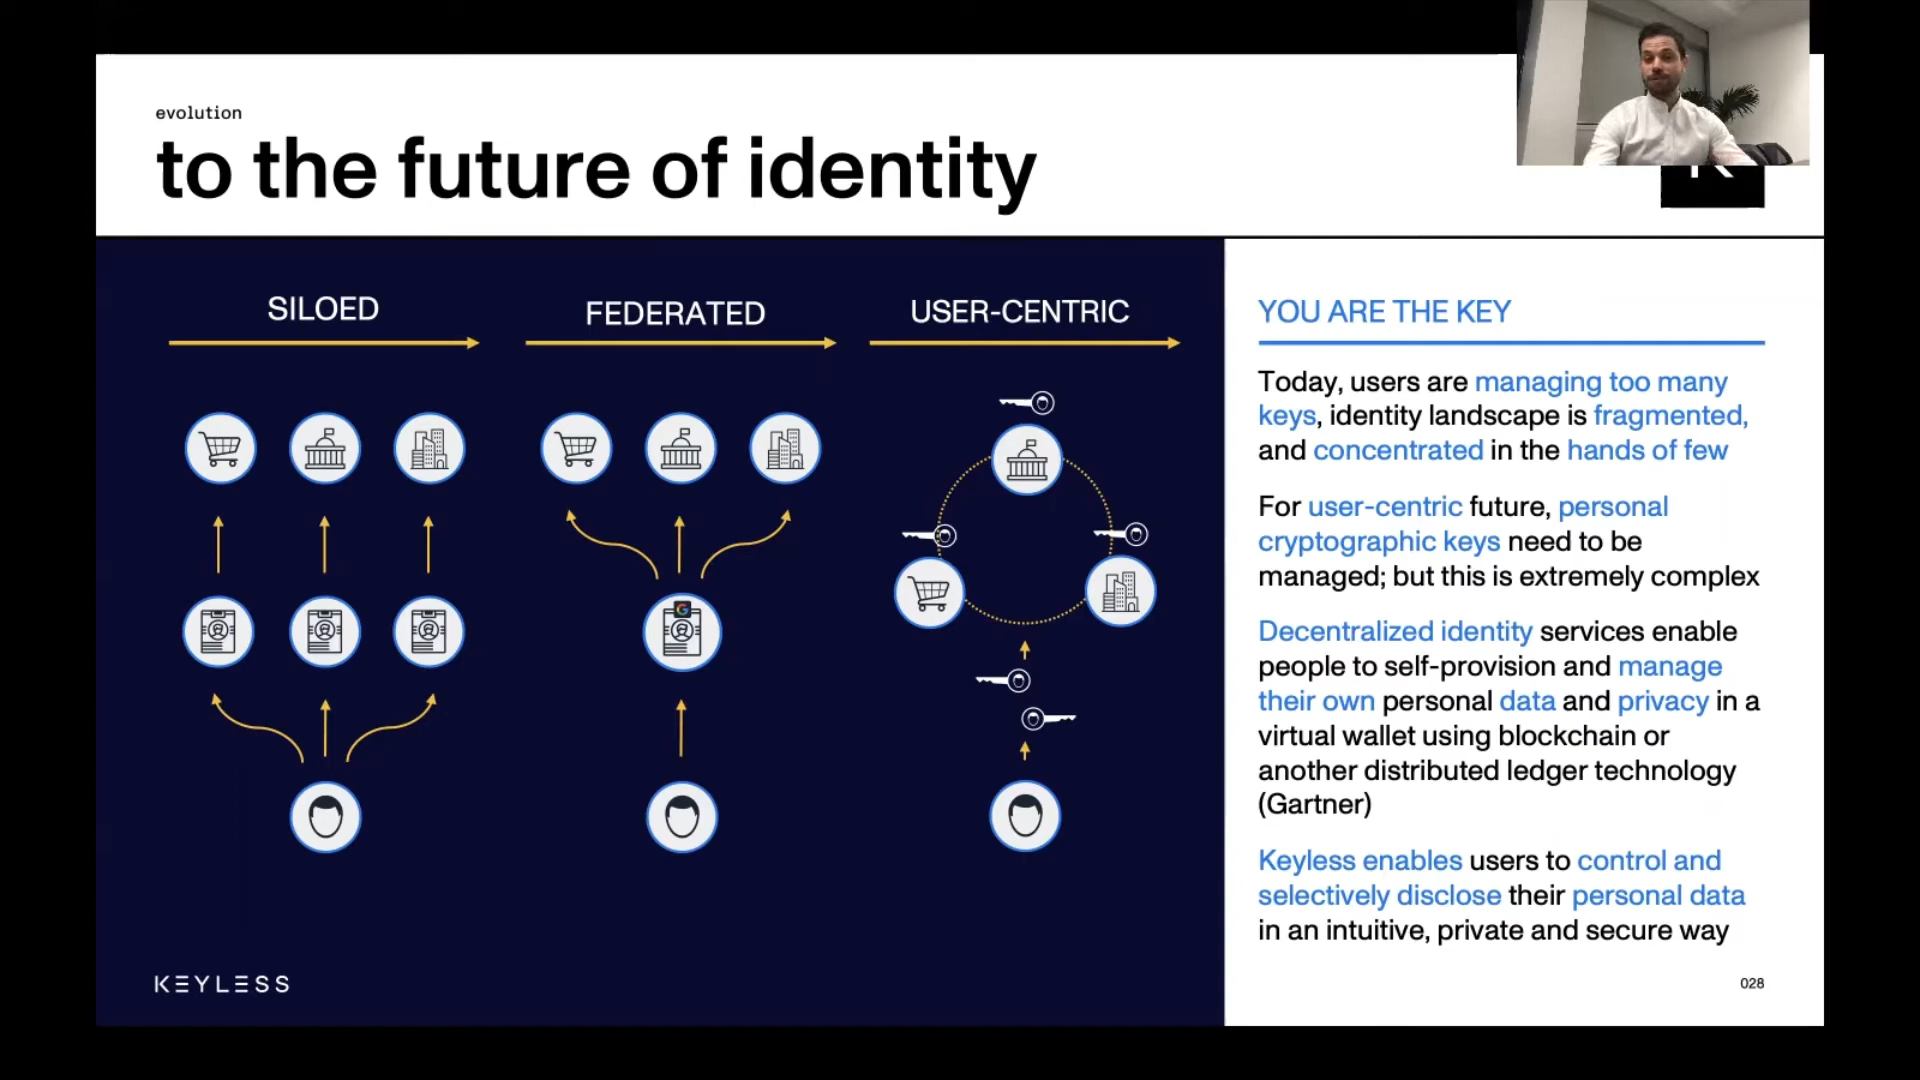 evolution
to the future of identity
SILOED
FEDERATED
USER-CENTRIC
G
YOU ARE THE KEY
Today, users are managing too many
keys, identity landscape is fragmented,
and concentrated in the hands of few
For user-centric future, personal
cryptographic keys need to be
managed; but this is extremely complex
Decentralized identity services enable
people to self-provision and manage
their own personal data and privacy in a
virtual wallet using blockchain or
another distributed ledger technology
(Gartner)
Keyless enables users to control and
selectively disclose their personal data
in an intuitive, private and secure way
KEYLESS
028